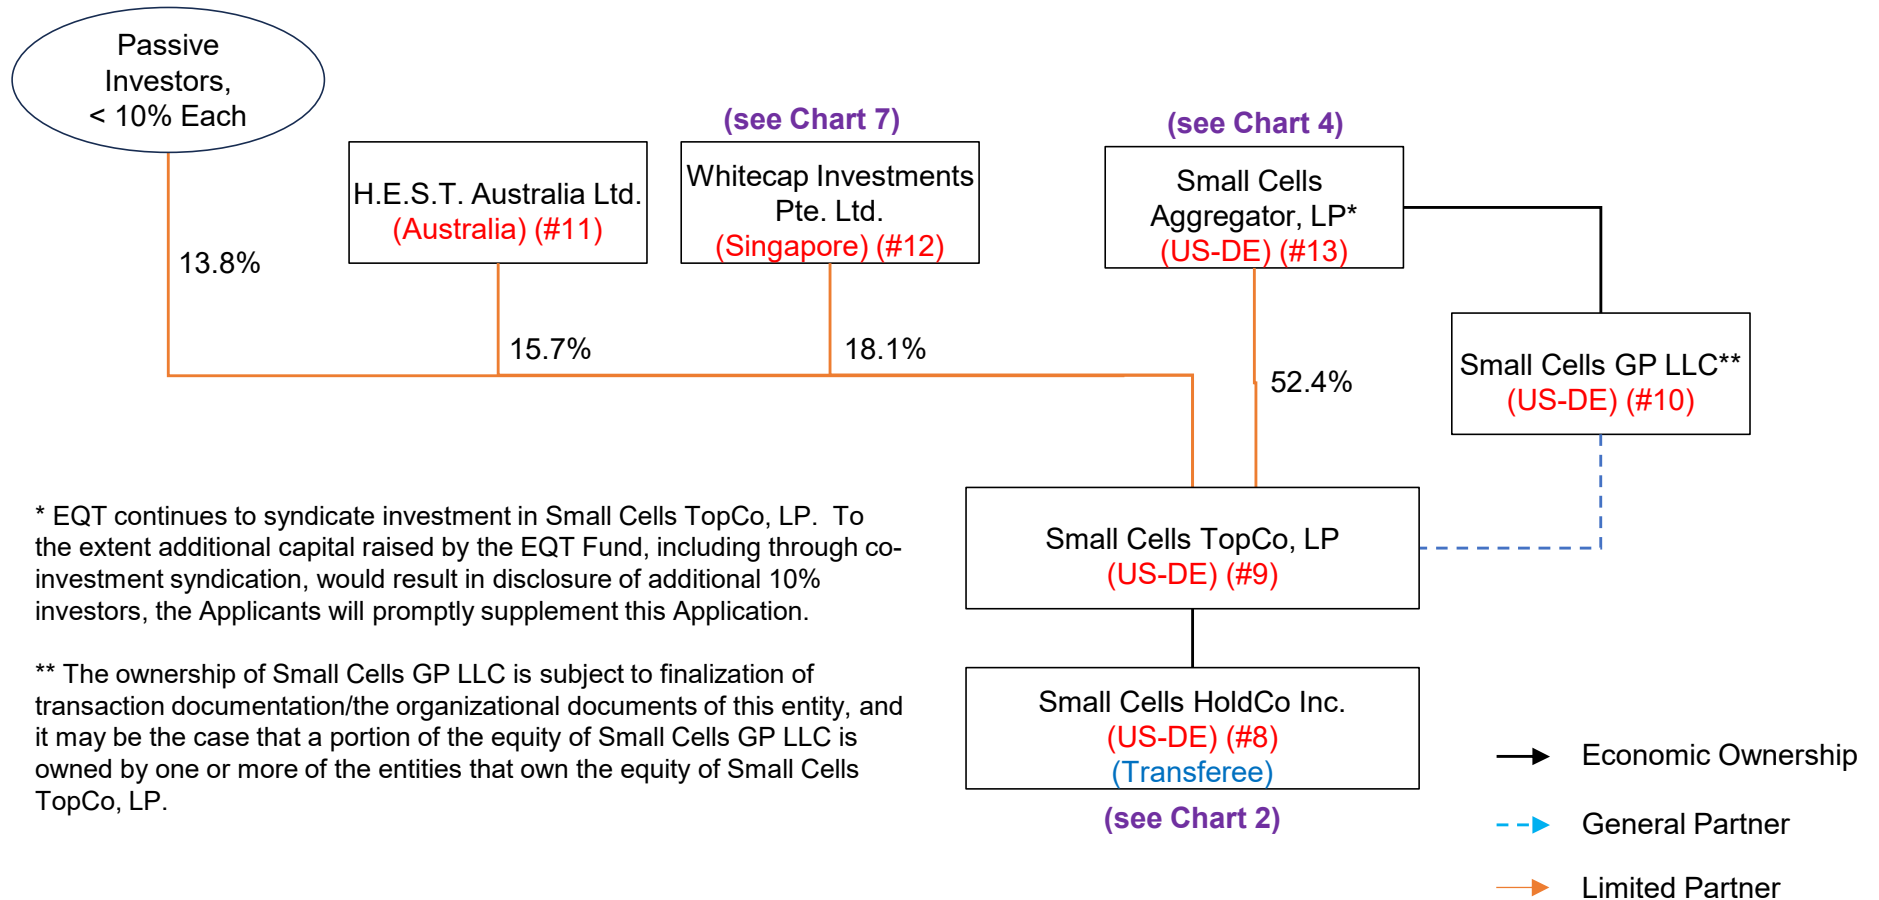 Passive
Investors,
< 10% Each
(see Chart 7)
(see Chart 4)
H.E.S.T. Australia Ltd.
(Australia) (#11)
Whitecap Investments
Pte. Ltd.
(Singapore) (#12)
Small Cells
Aggregator, LP*
(US-DE) (#13)
13.8%
15.7%
18.1%
52.4%
Small Cells GP LLC**
(US-DE) (#10)
Small Cells TopCo, LP
(US-DE) (#9)
* EQT continues to syndicate investment in Small Cells TopCo, LP.  To
the extent additional capital raised by the EQT Fund, including through co-
investment syndication, would result in disclosure of additional 10%
investors, the Applicants will promptly supplement this Application.
** The ownership of Small Cells GP LLC is subject to finalization of
transaction documentation/the organizational documents of this entity, and
it may be the case that a portion of the equity of Small Cells GP LLC is
owned by one or more of the entities that own the equity of Small Cells
TopCo, LP.
Small Cells HoldCo Inc.
(US-DE) (#8)
(Transferee)
(see Chart 2)
Economic Ownership
General Partner
Limited Partner